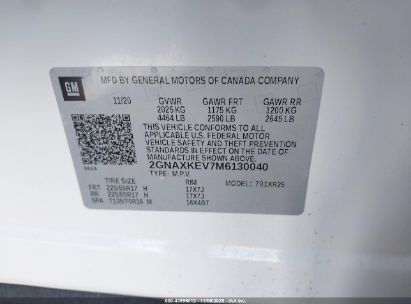 GM
MFD BY GENERAL MOTORS OF CANADA COMPANY
11/20 GVWR GAWR FRT GAWR RR
2025 KG 1175 KG 1200 KG
4464 LB 2590 LB 2645 LB
THIS VEHICLE CONFORMS TO ALL
APPLICABLE U.S. FEDERAL MOTOR
VEHICLE SAFETY AND THEFT
PREVENTION STANDARDS IN EFFECT
ON THE DATE OF MANUFACTURE
SHOWN ABOVE.
2GNAXKEV7M6130040
TYPE: M.P.V.
TIRE SIZE RIM MODEL: 701XR26
FRT 225/65R17 H 17X7J
RR 225/65R17 H 17X7J
SPA T135/70R16 M 16X4BT